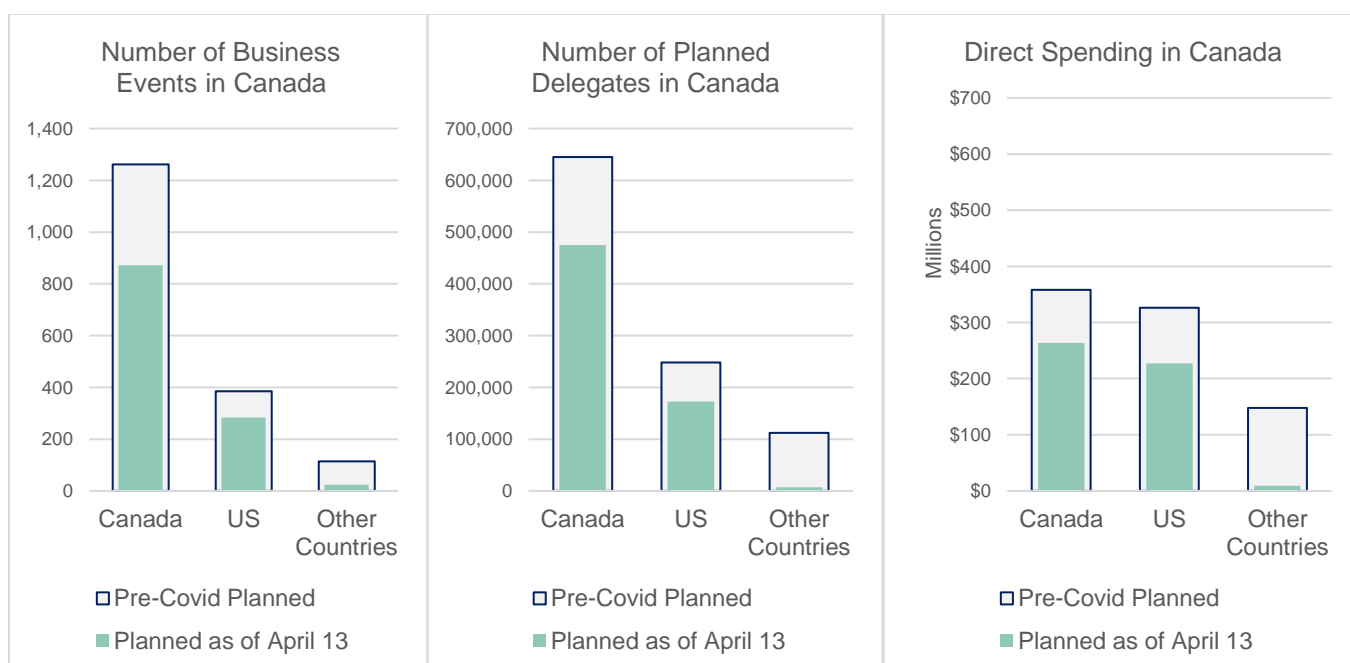 Number of Business
Events in Canada
1,400
1,200
1,000
800
600
400
200
0
Canada
US
Other
Countries
Pre-Covid Planned
Planned as of April 13
Number of Planned
Delegates in Canada
700,000
600,000
500,000
400,000
300,000
200,000
100,000
0
Canada
US
Other
Countries
Pre-Covid Planned
Planned as of April 13
Direct Spending in Canada
Millions
$700
$600
$500
$400
$300
$200
$100
$0
Canada
US
Other
Countries
Pre-Covid Planned
Planned as of April 13